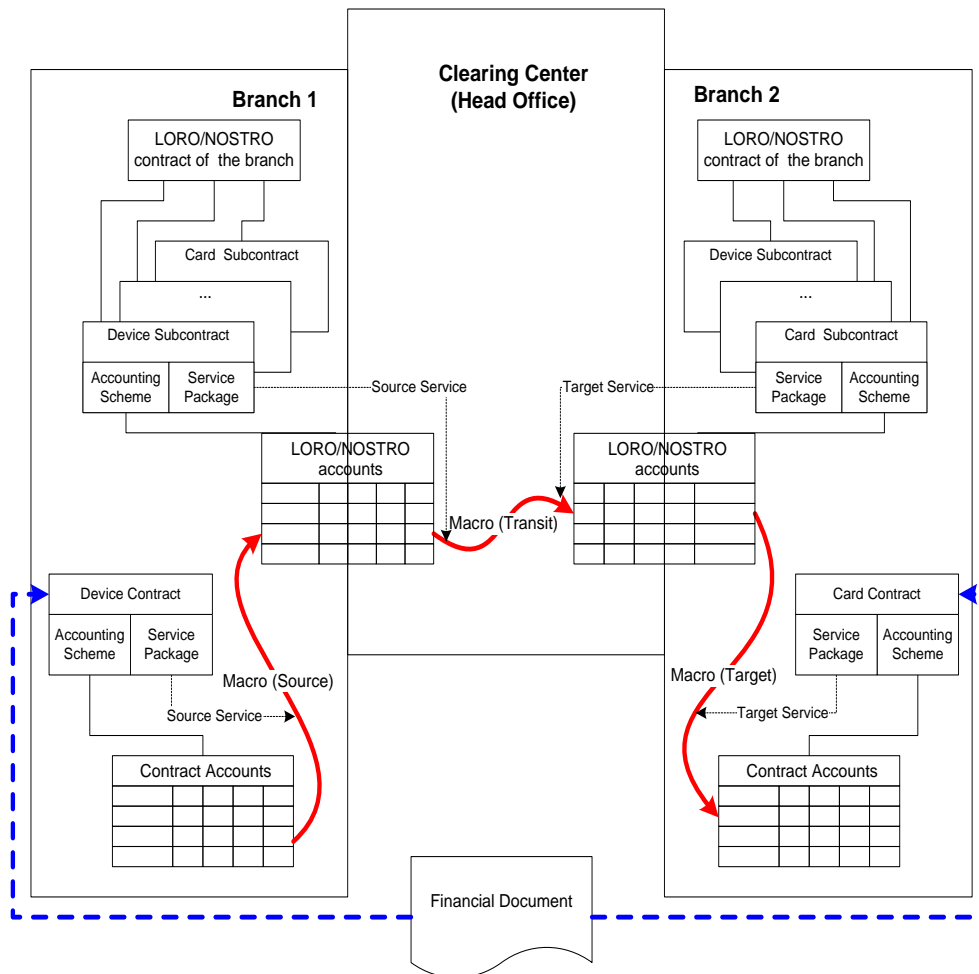 Clearing Center
(Head Office)
Branch 1
LORO/NOSTRO
contract of the branch
Card Subcontract
...
Device Subcontract
Accounting
Scheme
Service
Package
Source Service
LORO/NOSTRO
accounts
Device Contract
Accounting
Scheme
Service
Package
Source Service
Macro (Source)
Contract Accounts
Macro (Transit)
Branch 2
LORO/NOSTRO
contract of the branch
Device Subcontract
...
Card Subcontract
Service
Package
Accounting
Scheme
Target Service
LORO/NOSTRO
accounts
Card Contract
Service
Package
Accounting
Scheme
Macro (Target)
Target Service
Contract Accounts
Financial Document